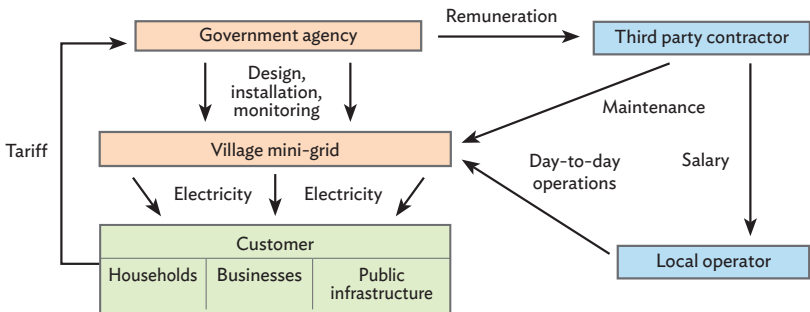 Remuneration
Government agency
Third party contractor
Design,
installation,
monitoring
Maintenance
Tariff
Village mini-grid
Day-to-day
operations
Salary
Electricity
Electricity
Customer
Households
Businesses
Public
infrastructure
Local operator